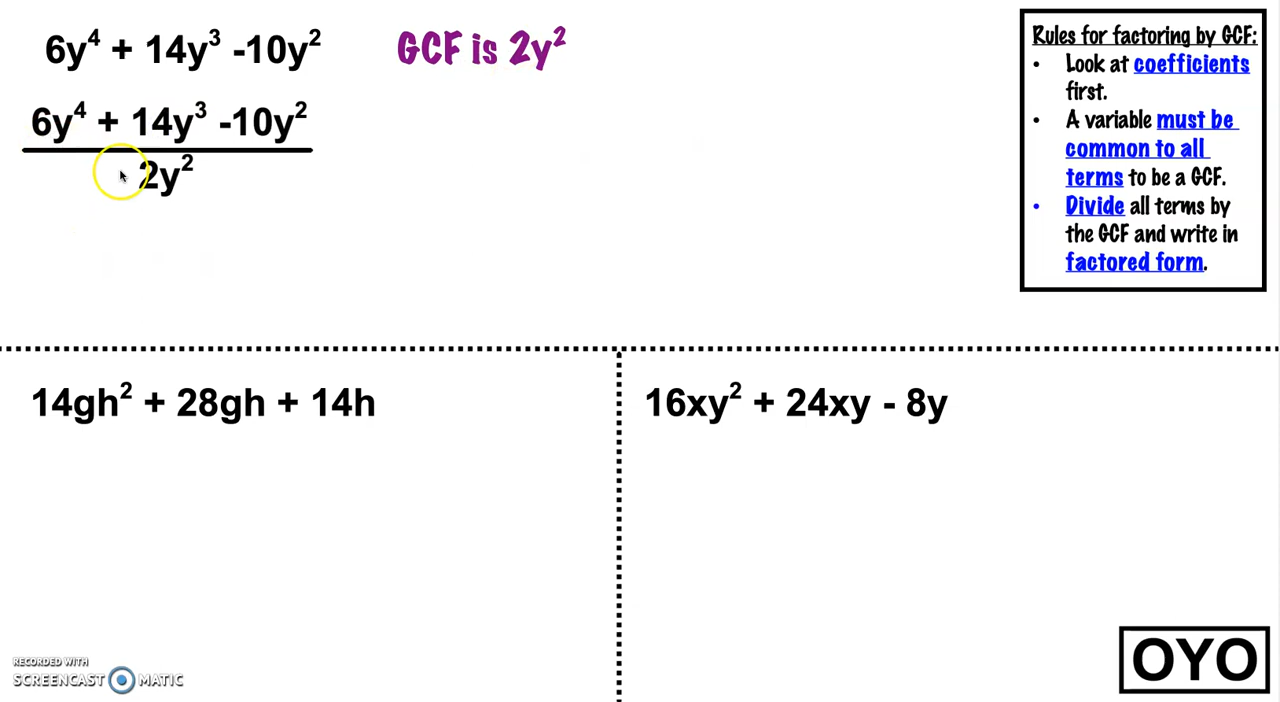 6y⁴ + 14y³ -10y²
GCF is 2y²
6y⁴ + 14y³ -10y²
2y²
Rules for factoring by GCF:
• Look at coefficients
first.
• A variable must be
common to all
terms to be a GCF.
• Divide all terms by
the GCF and write in
factored form.
14gh² + 28gh + 14h
16xy² + 24xy - 8y
OYO
RECORDED WITH
SCREENCAST MATIC